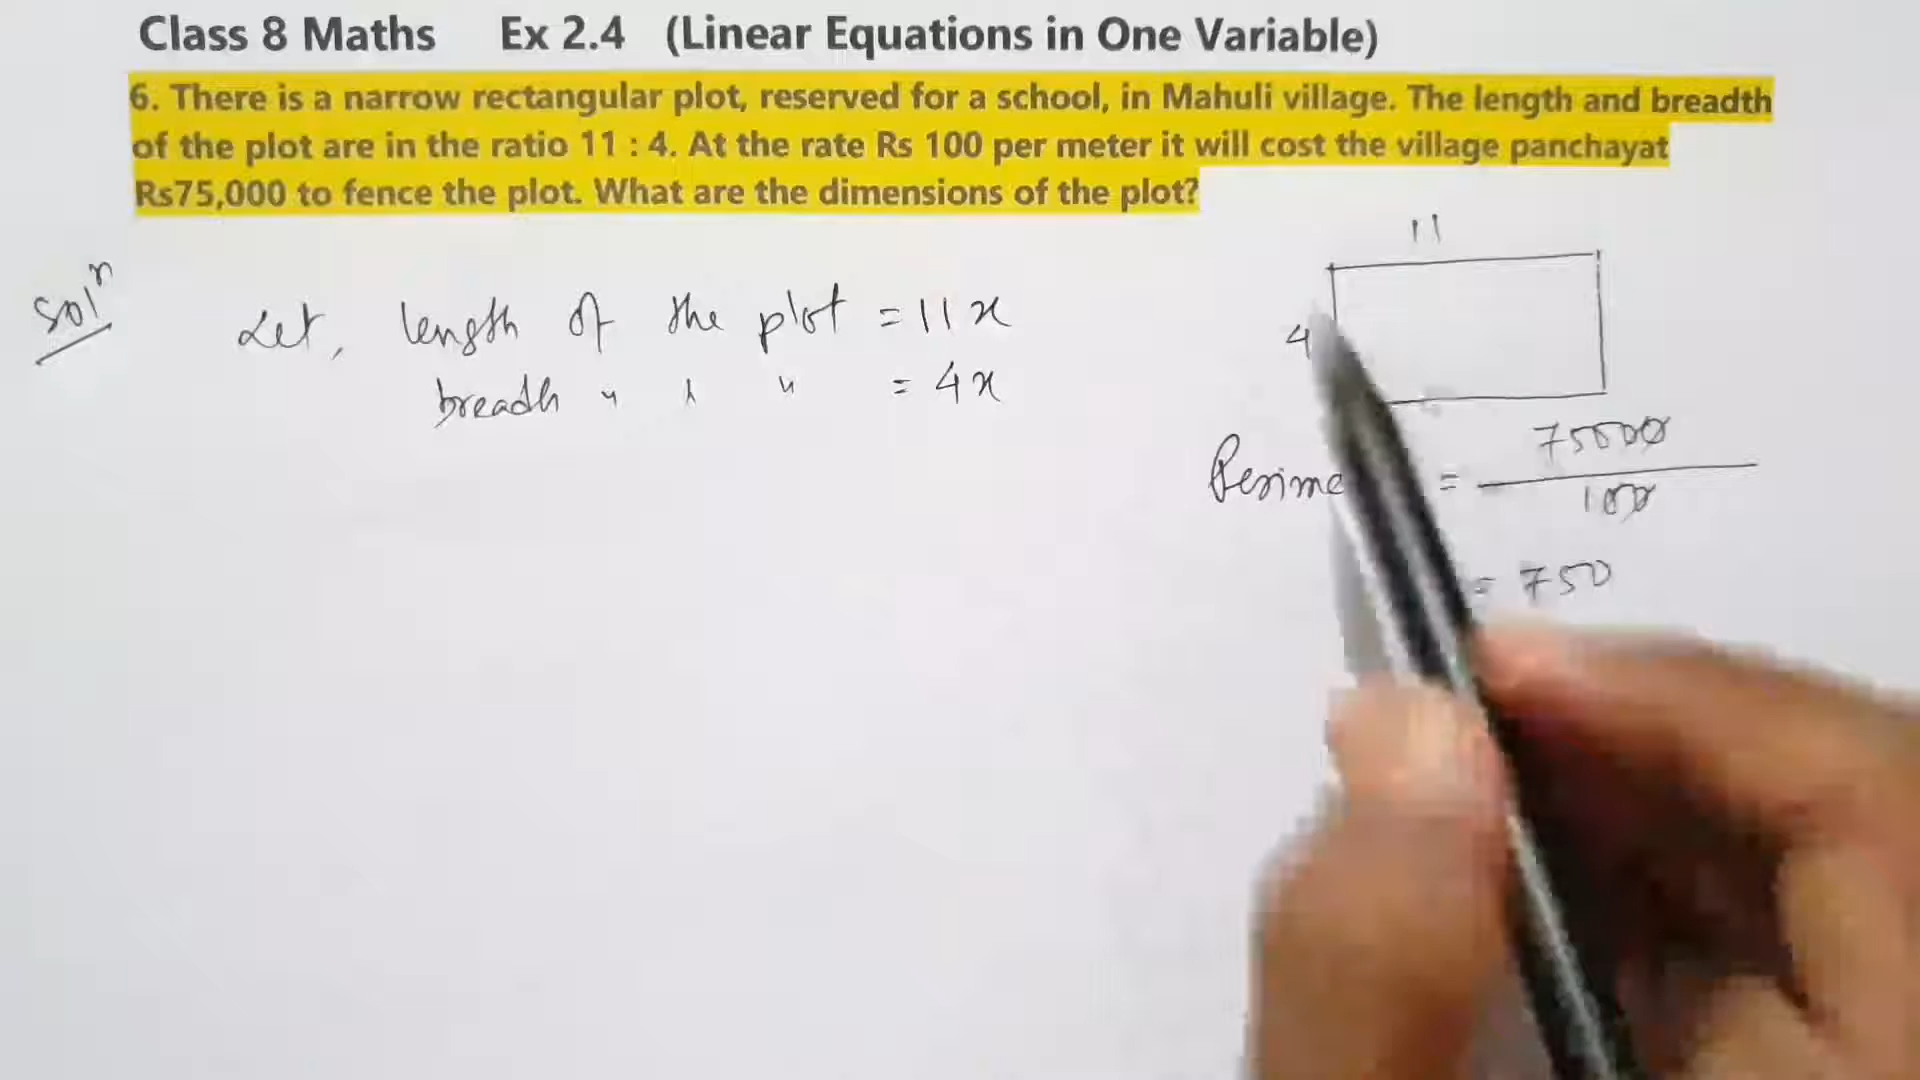 Class 8 Maths Ex 2.4 (Linear Equations in One Variable)
6. There is a narrow rectangular plot, reserved for a school, in Mahuli village. The length and breadth
of the plot are in the ratio 11 : 4. At the rate Rs 100 per meter it will cost the village panchayat
Rs75,000 to fence the plot. What are the dimensions of the plot?
Solⁿ
Let, length of the plot = 11x
breadh " " " = 4x
11
4
Perime = 75000
100
= 750